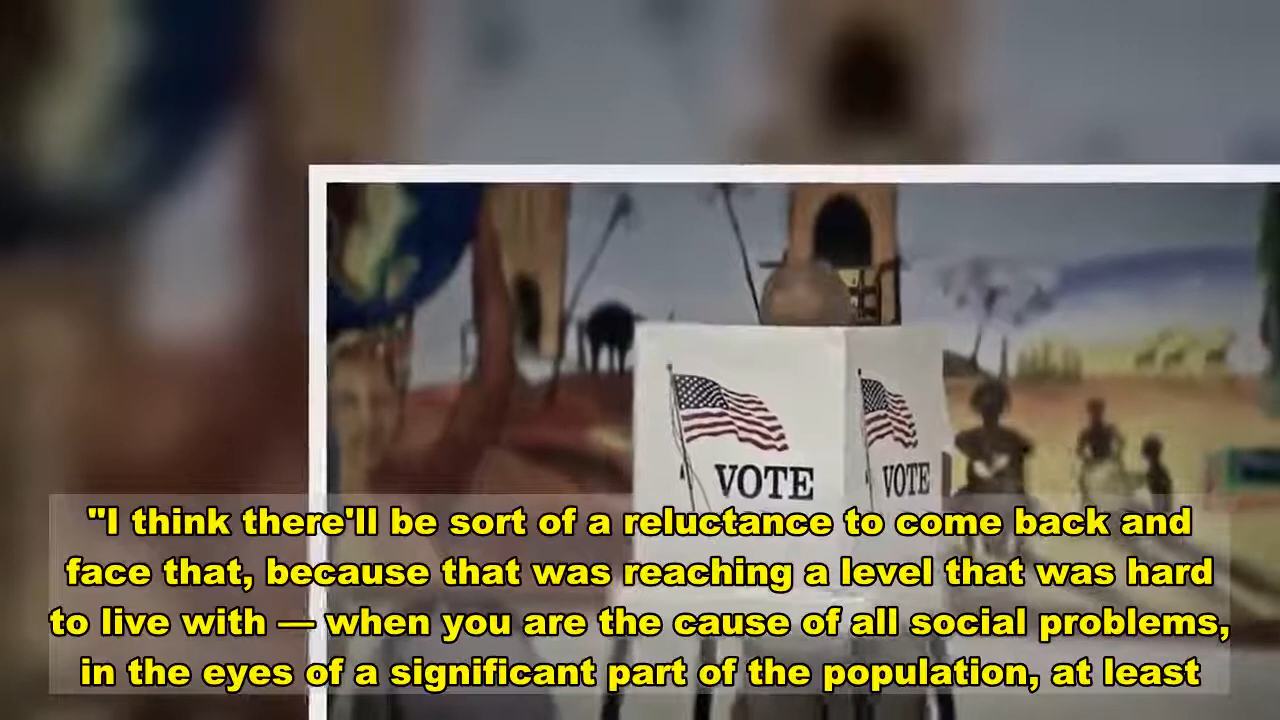 VOTE
VOTE
"I think there'll be sort of a reluctance to come back and
face that, because that was reaching a level that was hard
to live with — when you are the cause of all social problems,
in the eyes of a significant part of the population, at least